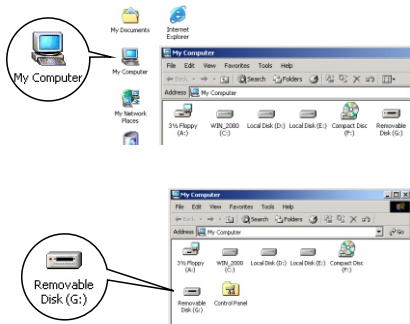 My Documents
Internet
Explorer
My Computer
My Computer
My Network
Places
My Computer
File Edit View Favorites Tools Help
Back Search Folders
Address My Computer
3½ Floppy
(A:)
WIN_2000
(C:)
Local Disk (D:)
Local Disk (E:)
Compact Disc
(F:)
Removable
Disk (G:)
My Computer
File Edit View Favorites Tools Help
Back Search Folders
Address My Computer
Go
3½ Floppy
(A:)
WIN_2000
(C:)
Local Disk (D:)
Local Disk (E:)
Compact Disc
(F:)
Removable
Disk (G:)
Control Panel
Removable
Disk (G:)